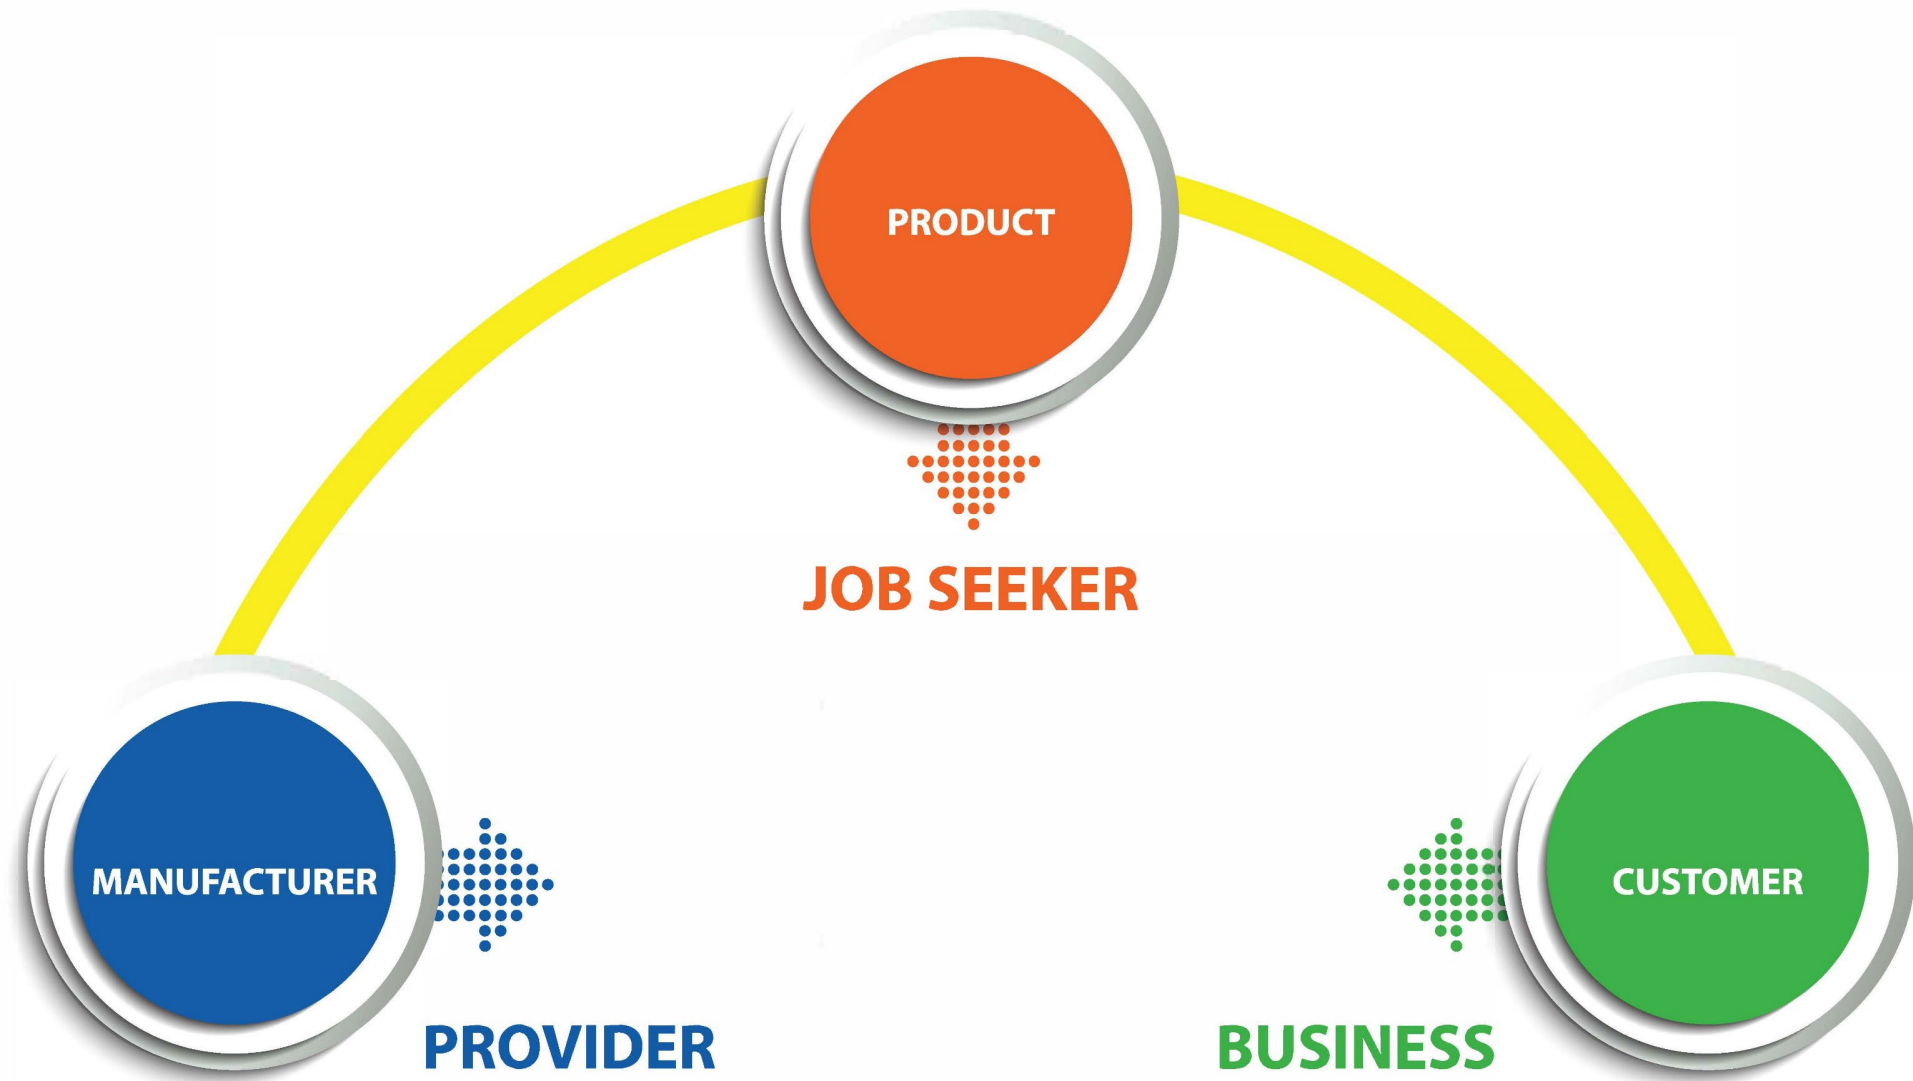 PRODUCT
JOB SEEKER
MANUFACTURER
CUSTOMER
PROVIDER
BUSINESS